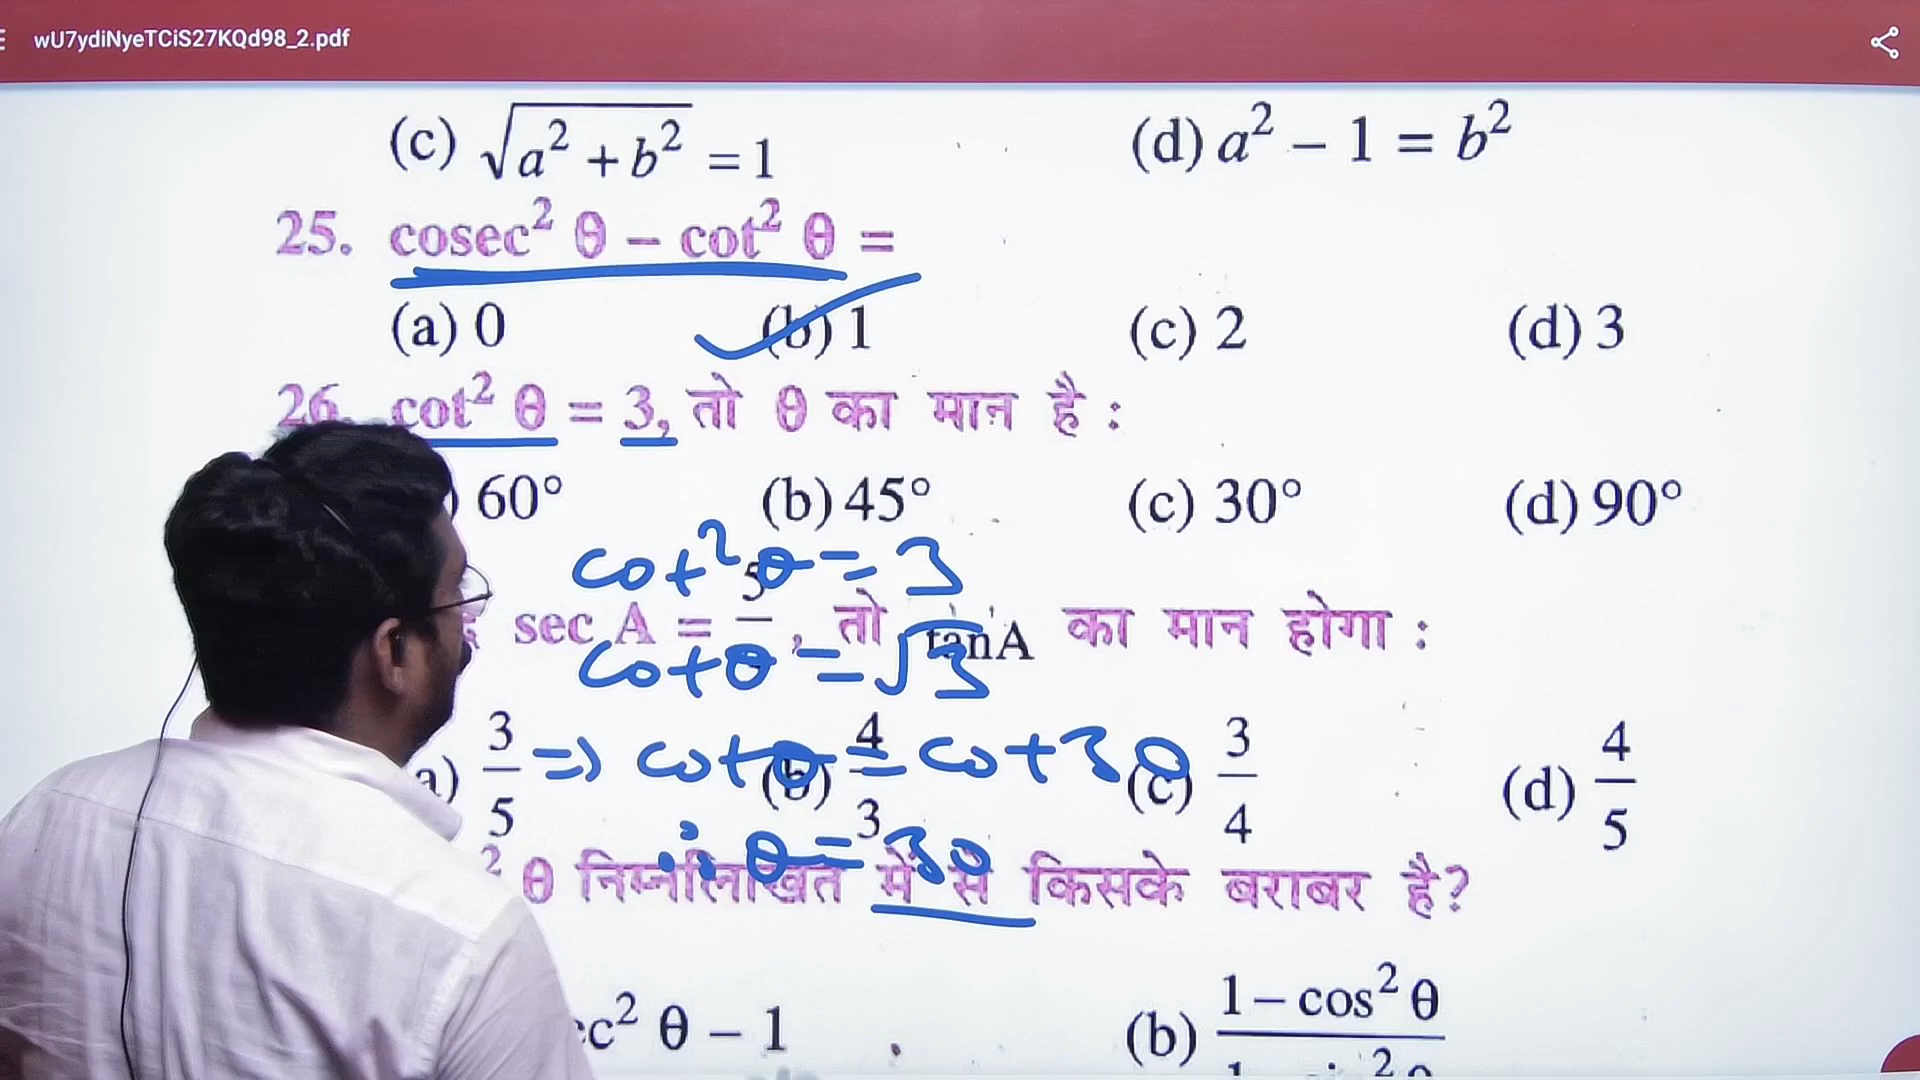 wU7ydiNyeTCiS27KQd98_2.pdf
(c) √a² + b² = 1 (d) a² − 1 = b²
25. cosec² θ − cot² θ =
(a) 0 (b) 1 (c) 2 (d) 3
26. cot² θ = 3, तो θ का मान है :
60° (b) 45° (c) 30° (d) 90°
cot²θ = 3
sec A = 5/ , तो tanA का मान होगा :
cotθ = √3
a) 3/5 (b) 4/3 (c) 3/4 (d) 4/5
⇒ cotθ = cot30
∴ θ = 30
² θ निम्नलिखित में से किसके बराबर है?
c² θ − 1 (b) 1 − cos² θ